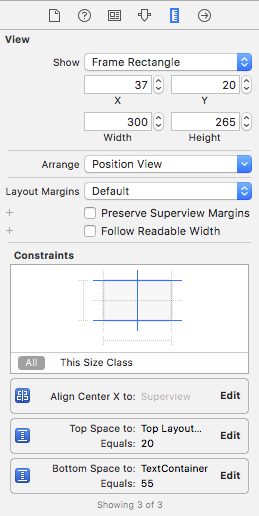 View
Show Frame Rectangle
37 20
X Y
300 265
Width Height
Arrange Position View
Layout Margins Default
+ Preserve Superview Margins
+ Follow Readable Width
Constraints
All This Size Class
Align Center X to: Superview Edit
Top Space to: Top Layout...
Equals: 20 Edit
Bottom Space to: TextContainer
Equals: 55 Edit
Showing 3 of 3